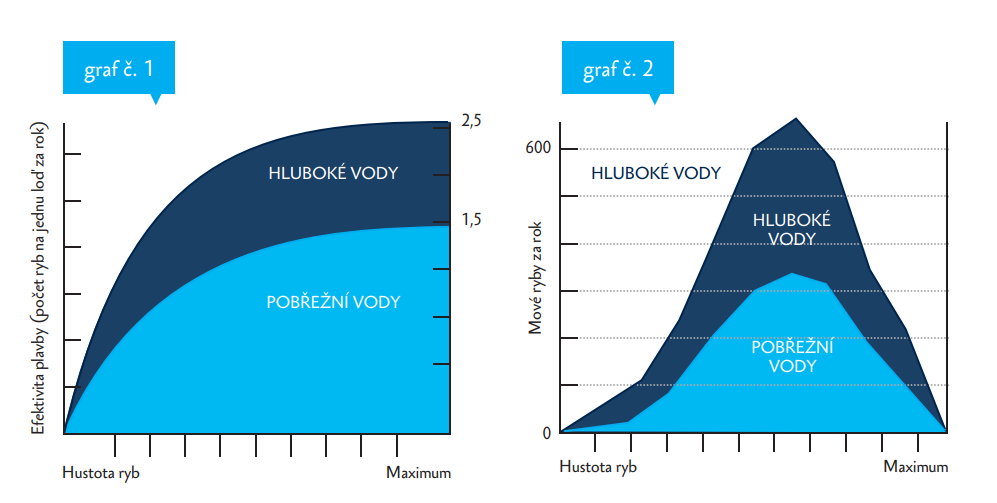 graf č. 1
Efektivita plavby (počet ryb na jednu loď za rok)
2,5
HLUBOKÉ VODY
1,5
POBŘEŽNÍ VODY
Hustota ryb
Maximum
graf č. 2
Mové ryby za rok
600
HLUBOKÉ VODY
HLUBOKÉ
VODY
POBŘEŽNÍ
VODY
0
Hustota ryb
Maximum